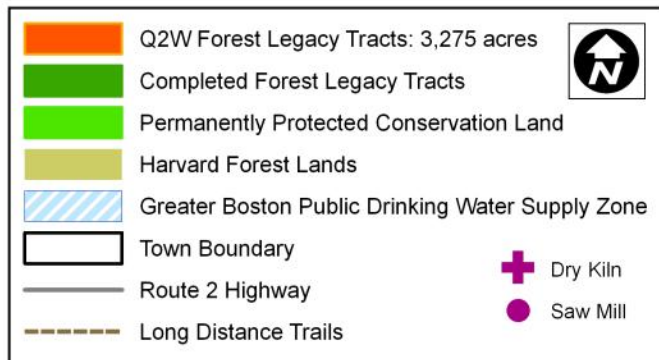 Q2W Forest Legacy Tracts: 3,275 acres
N
Completed Forest Legacy Tracts
Permanently Protected Conservation Land
Harvard Forest Lands
Greater Boston Public Drinking Water Supply Zone
Town Boundary
Route 2 Highway
Long Distance Trails
Dry Kiln
Saw Mill